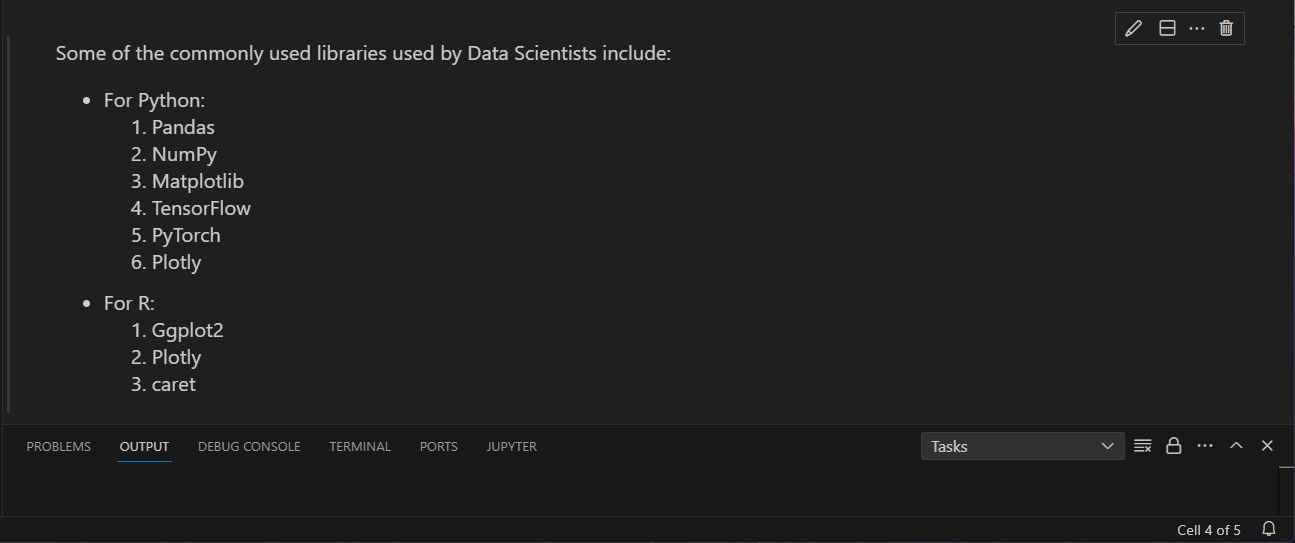 Some of the commonly used libraries used by Data Scientists include:
• For Python:
1. Pandas
2. NumPy
3. Matplotlib
4. TensorFlow
5. PyTorch
6. Plotly
• For R:
1. Ggplot2
2. Plotly
3. caret
PROBLEMS OUTPUT DEBUG CONSOLE TERMINAL PORTS JUPYTER Tasks
Cell 4 of 5